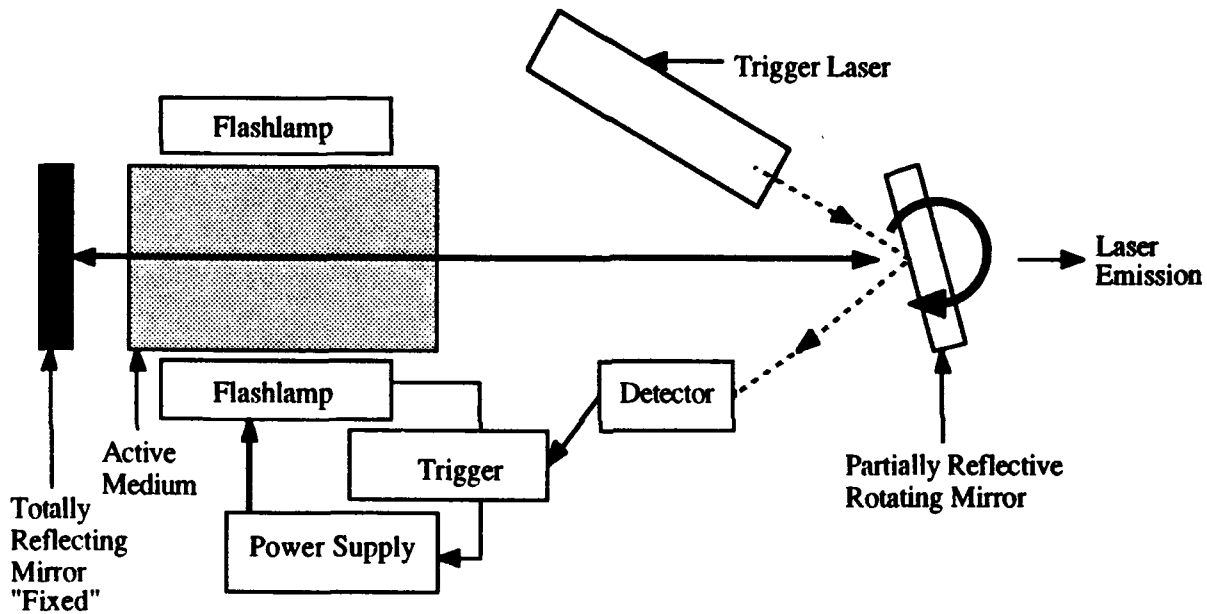 Trigger Laser
Flashlamp
Laser
Emission
Flashlamp
Detector
Active
Medium
Trigger
Partially Reflective
Rotating Mirror
Totally
Reflecting
Mirror
"Fixed"
Power Supply